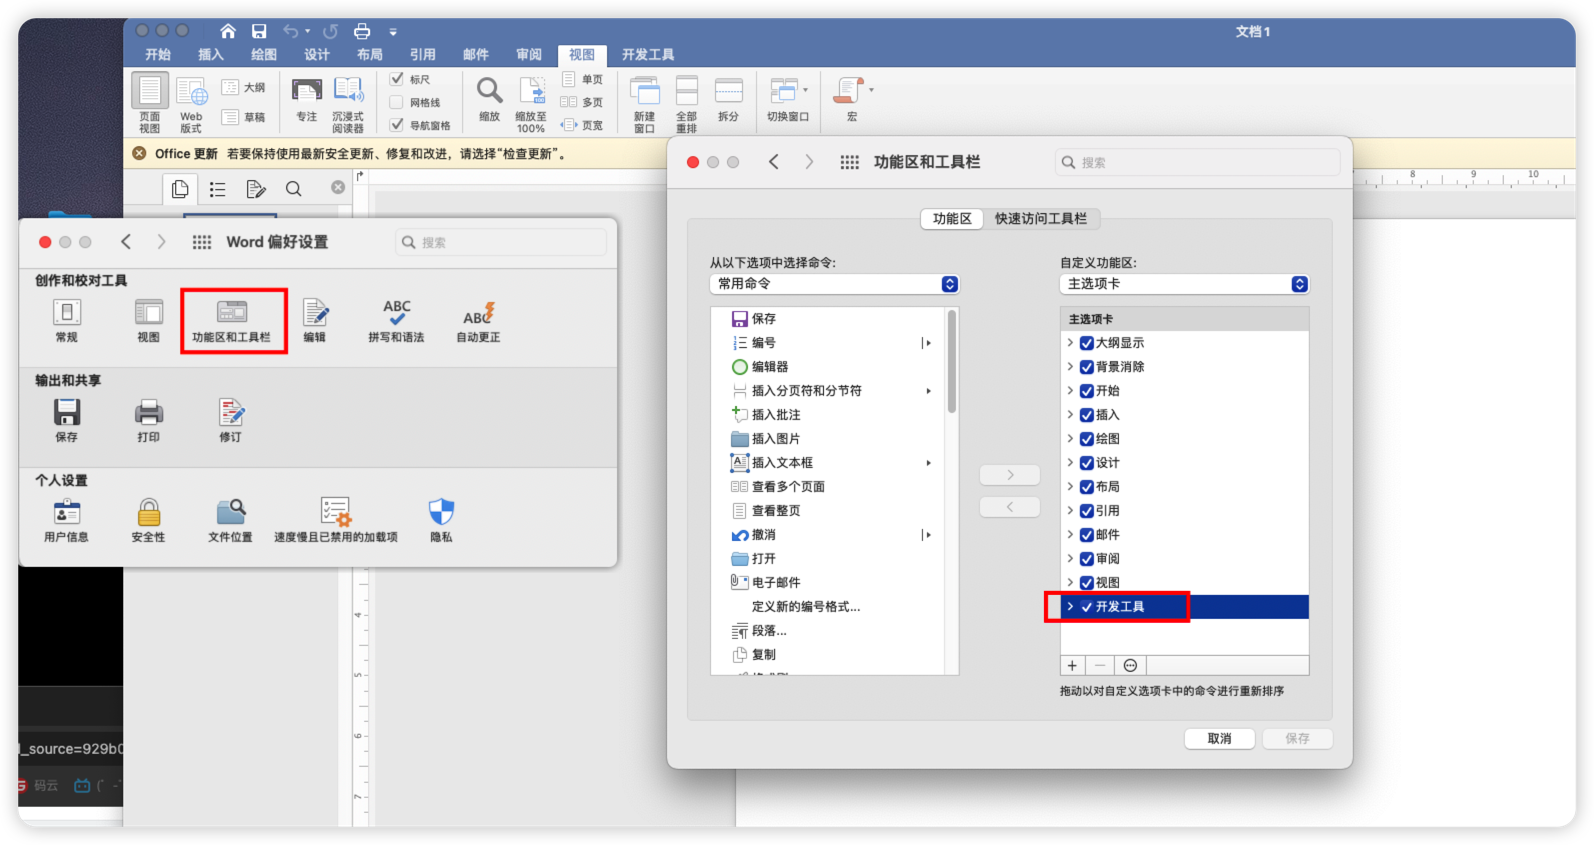 文档1
开始 插入 绘图 设计 布局 引用 邮件 审阅 视图 开发工具
页面视图
Web 版式
大纲
草稿
专注
沉浸式阅读器
标尺
网格线
导航窗格
缩放
缩放至 100%
单页
多页
页宽
新建窗口
全部重排
拆分
切换窗口
宏
Office 更新 若要保持使用最新安全更新、修复和改进，请选择“检查更新”。
8 9 10
Word 偏好设置
搜索
创作和校对工具
常规 视图 功能区和工具栏 编辑 ABC 拼写和语法 ABC 自动更正
输出和共享
保存 打印 修订
个人设置
用户信息 安全性 文件位置 速度慢且已禁用的加载项 隐私
4
5
6
7
l_source=929b0
码云
功能区和工具栏
搜索
功能区 快速访问工具栏
从以下选项中选择命令:
常用命令
保存
编号
编辑器
插入分页符和分节符
插入批注
插入图片
插入文本框
查看多个页面
查看整页
撤消
打开
电子邮件
定义新的编号格式...
段落...
复制
自定义功能区:
主选项卡
主选项卡
大纲显示
背景消除
开始
插入
绘图
设计
布局
引用
邮件
审阅
视图
开发工具
拖动以对自定义选项卡中的命令进行重新排序
取消 保存